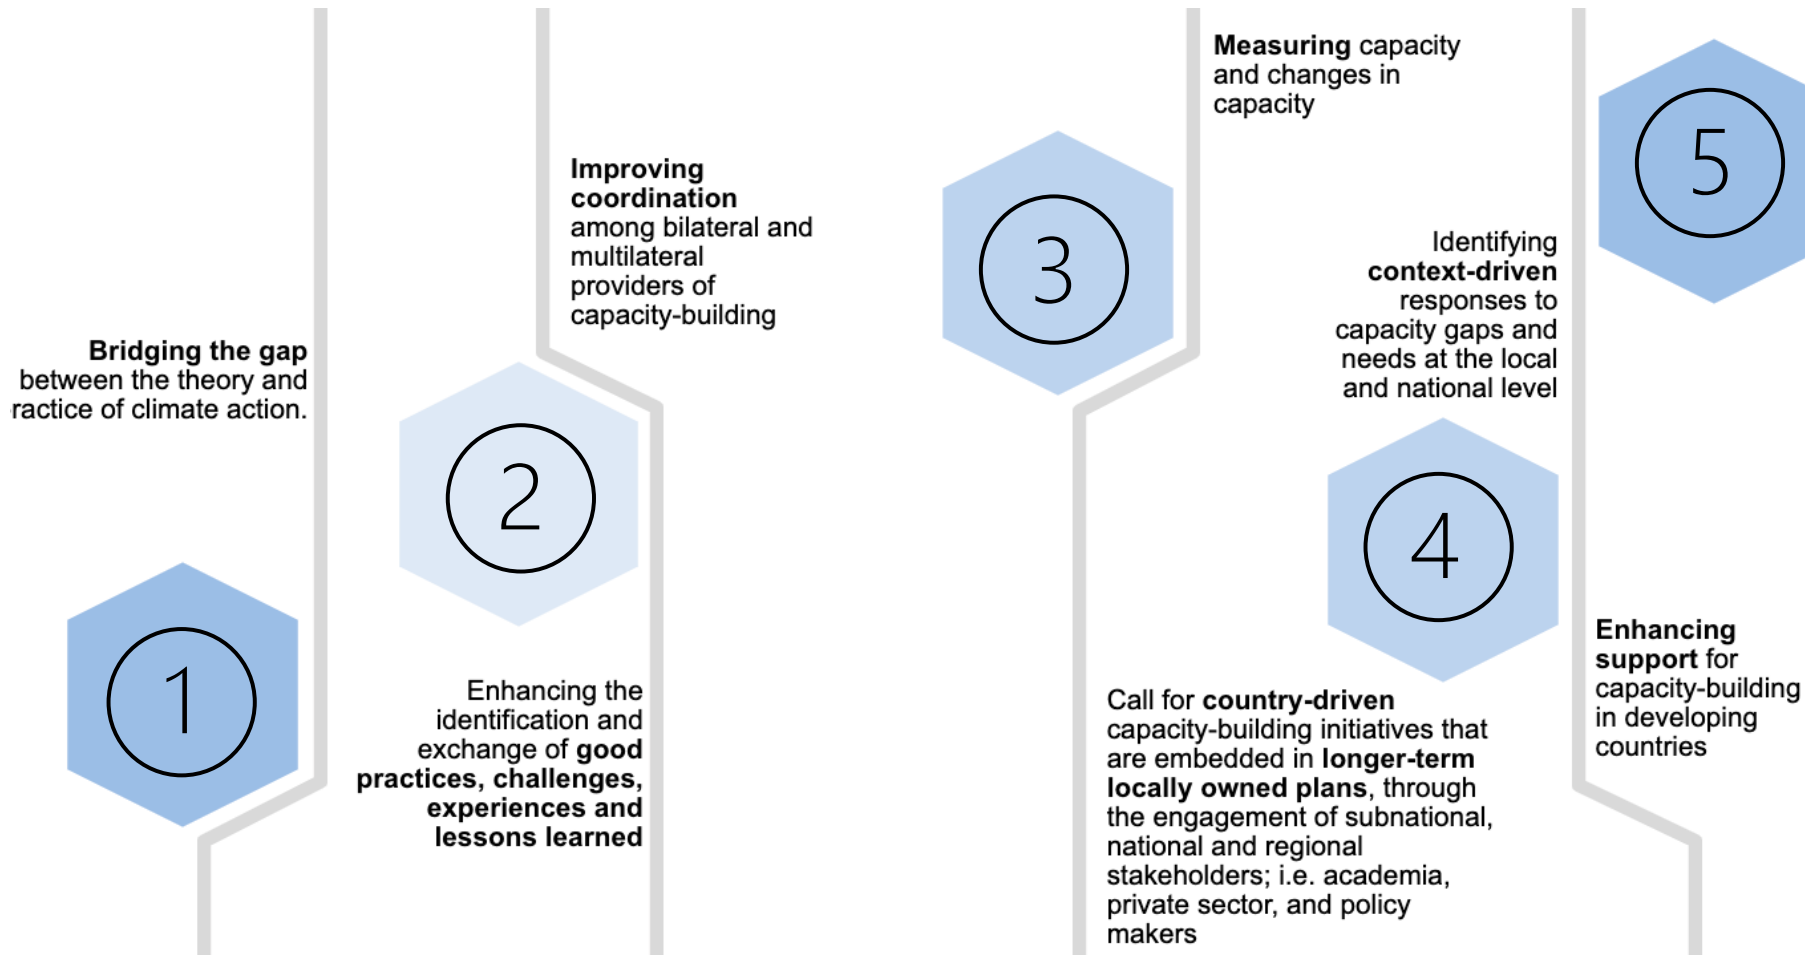 Bridging the gap
between the theory and
ractice of climate action.
1
Improving
coordination
among bilateral and
multilateral
providers of
capacity-building
2
Enhancing the
identification and
exchange of good
practices, challenges,
experiences and
lessons learned
Measuring capacity
and changes in
capacity
3
Call for country-driven
capacity-building initiatives that
are embedded in longer-term
locally owned plans, through
the engagement of subnational,
national and regional
stakeholders; i.e. academia,
private sector, and policy
makers
Identifying
context-driven
responses to
capacity gaps and
needs at the local
and national level
4
5
Enhancing
support for
capacity-building
in developing
countries